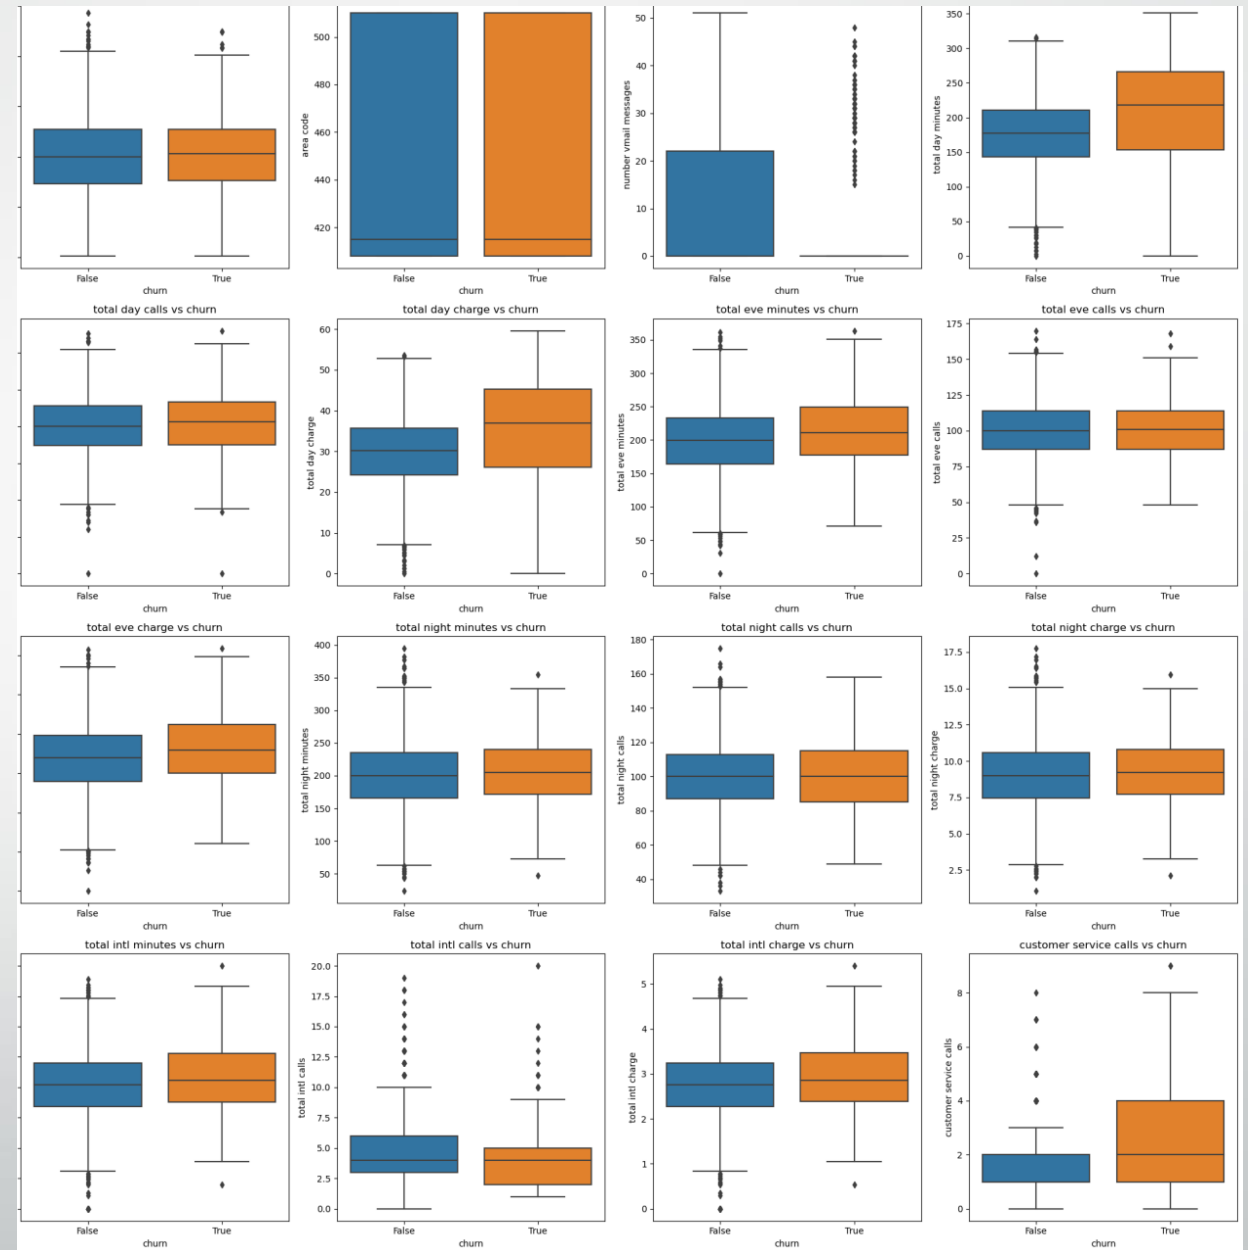 500
480
460
440
420
area code
50
40
30
20
10
0
number vmail messages
350
300
250
200
150
100
50
0
total day minutes
False True
churn
False True
churn
False True
churn
False True
churn
total day calls vs churn
total day charge vs churn
total eve minutes vs churn
total eve calls vs churn
60
50
40
30
20
10
0
total day charge
350
300
250
200
150
100
50
0
total eve minutes
175
150
125
100
75
50
25
0
total eve calls
False True
churn
False True
churn
False True
churn
False True
churn
total eve charge vs churn
total night minutes vs churn
total night calls vs churn
total night charge vs churn
400
350
300
250
200
150
100
50
total night minutes
180
160
140
120
100
80
60
40
total night calls
17.5
15.0
12.5
10.0
7.5
5.0
2.5
total night charge
False True
churn
False True
churn
False True
churn
False True
churn
total intl minutes vs churn
total intl calls vs churn
total intl charge vs churn
customer service calls vs churn
20.0
17.5
15.0
12.5
10.0
7.5
5.0
2.5
0.0
total intl calls
5
4
3
2
1
0
total intl charge
8
6
4
2
0
customer service calls
False True
churn
False True
churn
False True
churn
False True
churn